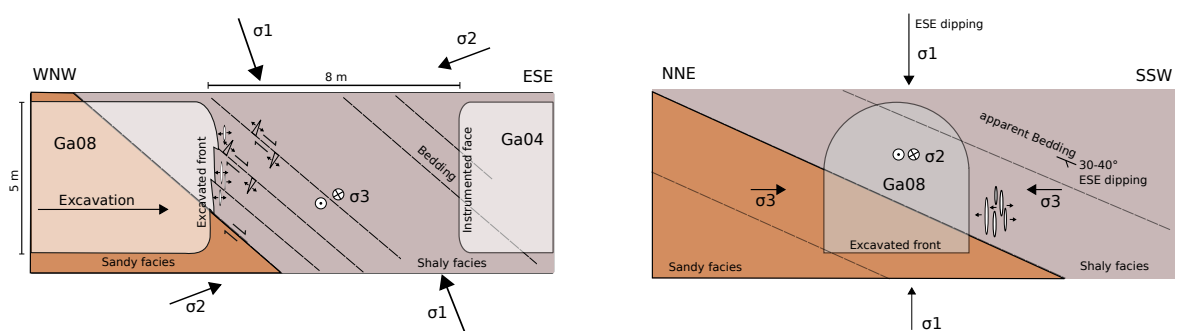 σ1
σ2
WNW
8 m
ESE
Ga08
Ga04
5 m
Excavation
Excavated front
Bedding
Instrumented face
σ3
Sandy facies
Shaly facies
σ2
σ1
ESE dipping
σ1
NNE
SSW
apparent Bedding
30-40°
ESE dipping
σ2
Ga08
σ3
σ3
Excavated front
Sandy facies
Shaly facies
σ1